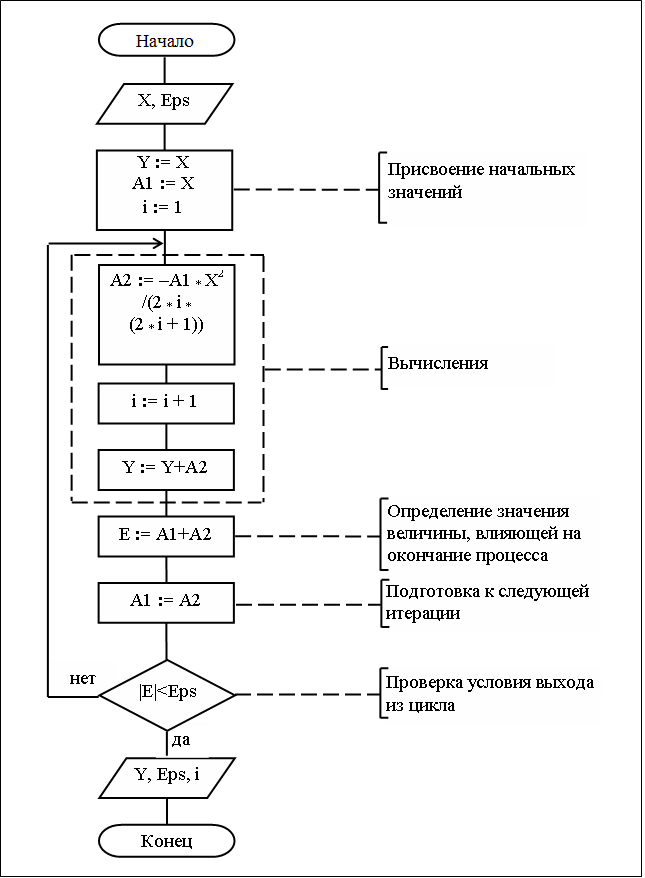 Начало
X, Eps
Y := X
A1 := X
i := 1
Присвоение начальных
значений
A2 := –A1 * X²
/(2 * i *
(2 * i + 1))
Вычисления
i := i + 1
Y := Y+A2
E := A1+A2
Определение значения
величины, влияющей на
окончание процесса
A1 := A2
Подготовка к следующей
итерации
нет
|E|<Eps
Проверка условия выхода
из цикла
да
Y, Eps, i
Конец